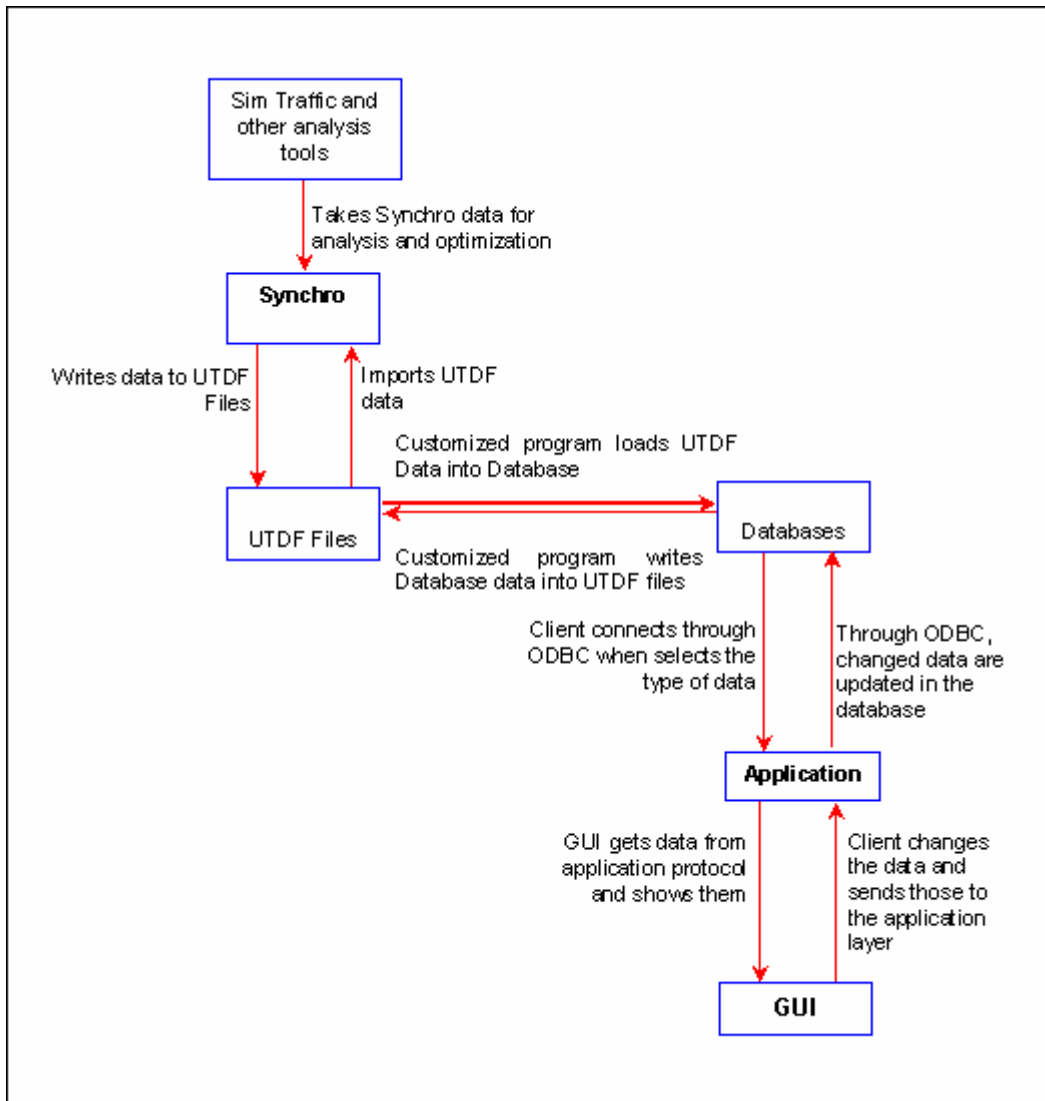 Sim Traffic and
other analysis
tools
Takes Synchro data for
analysis and optimization
Synchro
Writes data to UTDF
Files
Imports UTDF
data
Customized program loads UTDF
Data into Database
UTDF Files
Databases
Customized program writes
Database data into UTDF files
Client connects through
ODBC when selects the
type of data
Through ODBC,
changed data are
updated in the
database
Application
GUI gets data from
application protocol
and shows them
Client changes
the data and
sends those to
the application
layer
GUI